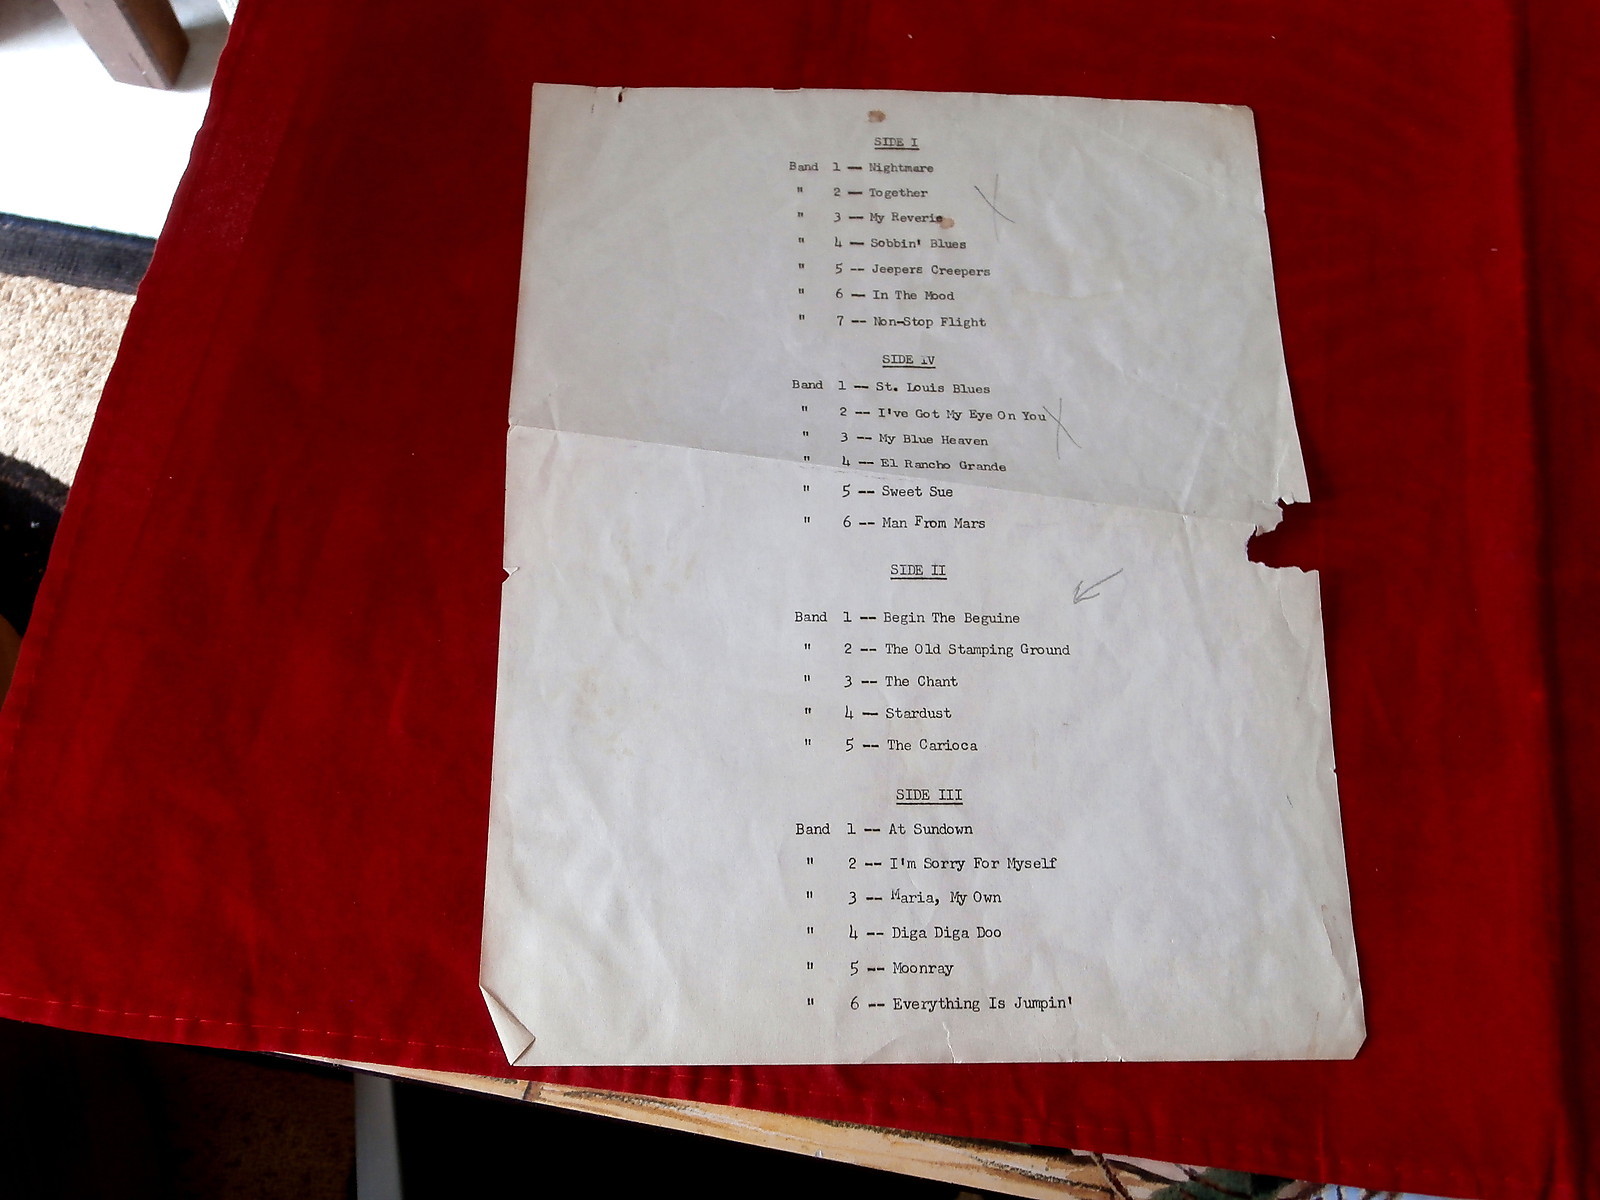 SIDE I
Band 1 -- Nightmare
" 2 -- Together
" 3 -- My Reverie
" 4 -- Sobbin' Blues
" 5 -- Jeepers Creepers
" 6 -- In The Mood
" 7 -- Non-Stop Flight
SIDE IV
Band 1 -- St. Louis Blues
" 2 -- I've Got My Eye On You
" 3 -- My Blue Heaven
" 4 -- El Rancho Grande
" 5 -- Sweet Sue
" 6 -- Man From Mars
SIDE II
Band 1 -- Begin The Beguine
" 2 -- The Old Stamping Ground
" 3 -- The Chant
" 4 -- Stardust
" 5 -- The Carioca
SIDE III
Band 1 -- At Sundown
" 2 -- I'm Sorry For Myself
" 3 -- Maria, My Own
" 4 -- Diga Diga Doo
" 5 -- Moonray
" 6 -- Everything Is Jumpin'